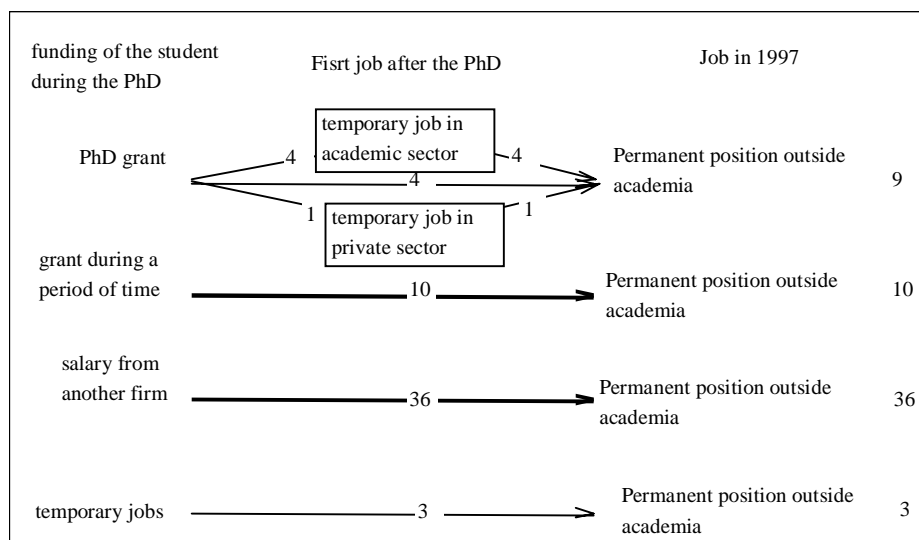 funding of the student
during the PhD
Fisrt job after the PhD
Job in 1997
PhD grant
4
temporary job in
academic sector
4
4
1
temporary job in
private sector
1
Permanent position outside
academia
9
grant during a
period of time
10
Permanent position outside
academia
10
salary from
another firm
36
Permanent position outside
academia
36
temporary jobs
3
Permanent position outside
academia
3